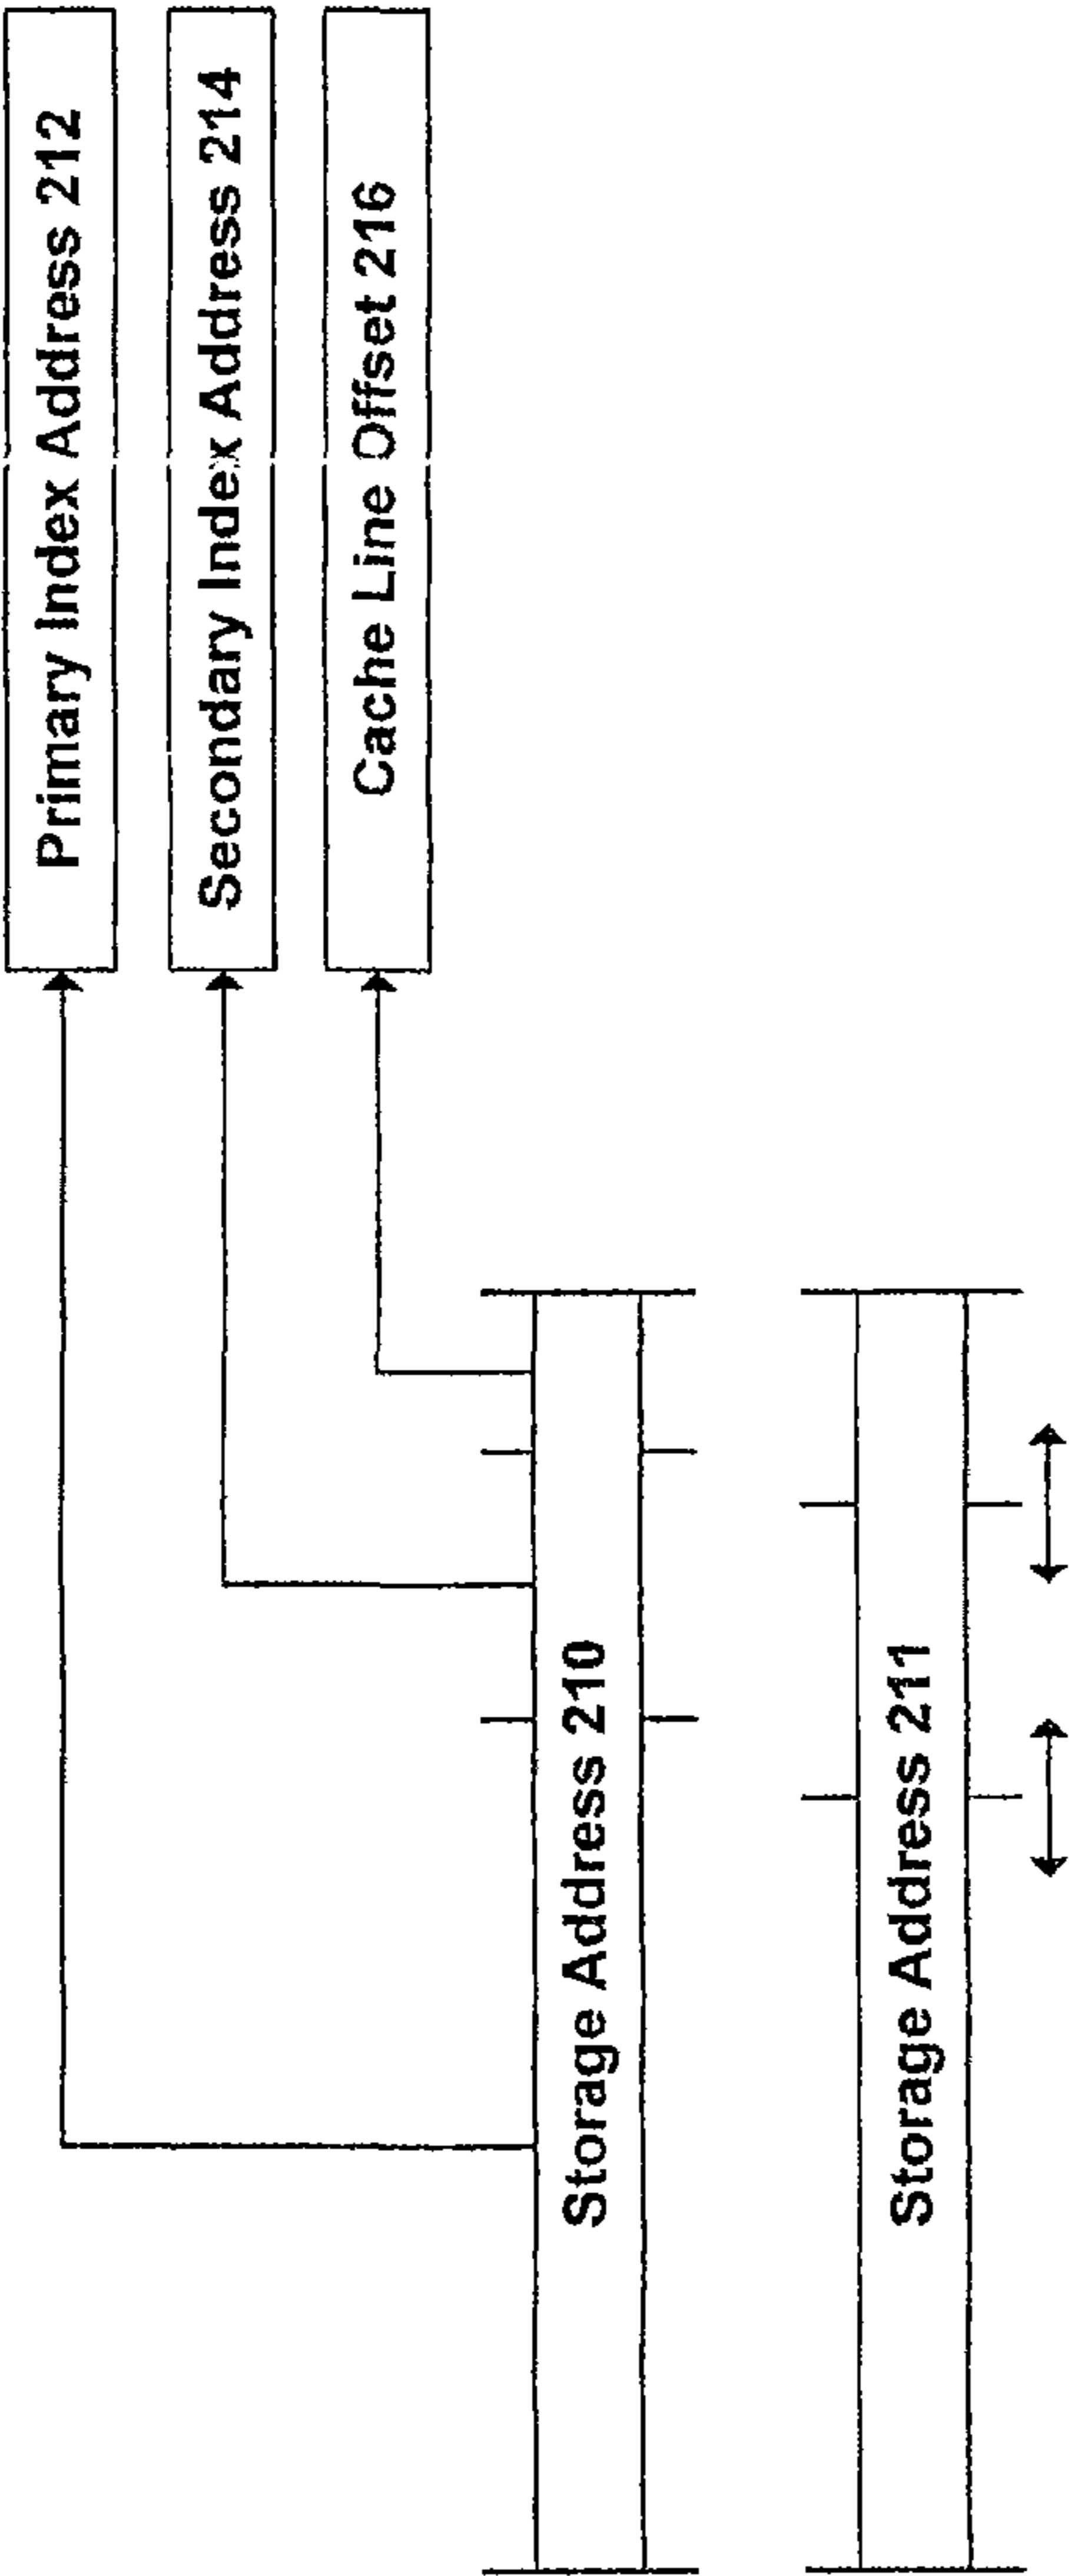 Primary Index Address 212
Secondary Index Address 214
Cache Line Offset 216
Storage Address 210
Storage Address 211